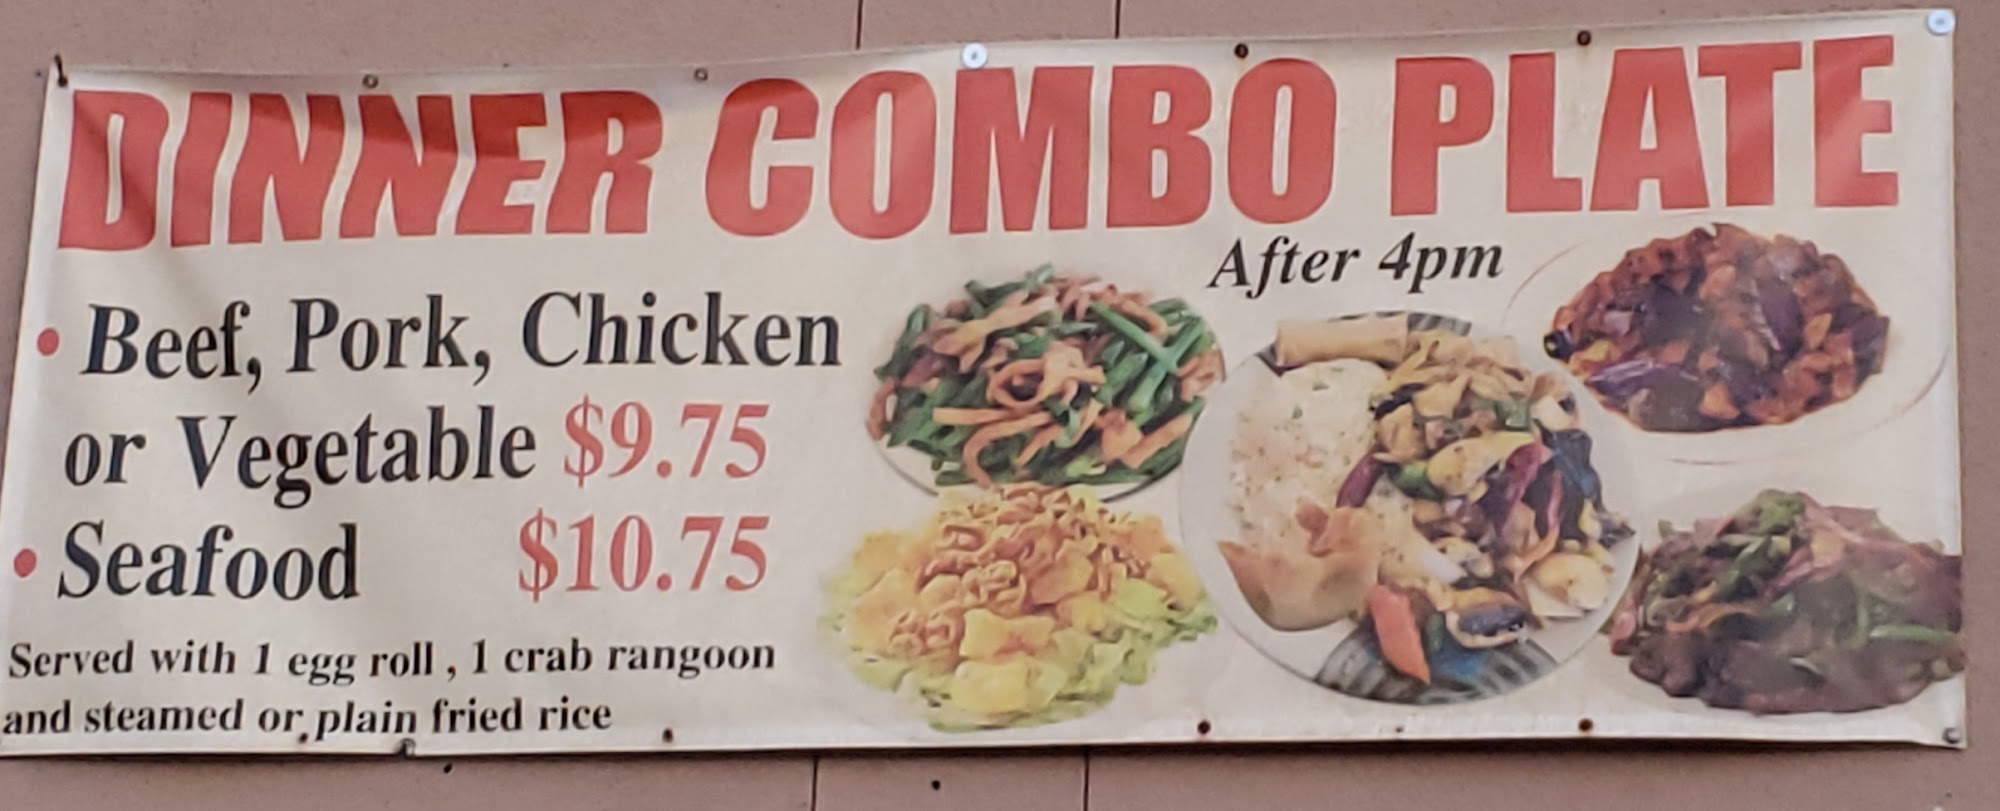 DINNER COMBO PLATE
After 4pm
• Beef, Pork, Chicken
or Vegetable $9.75
• Seafood $10.75
Served with 1 egg roll , 1 crab rangoon
and steamed or plain fried rice